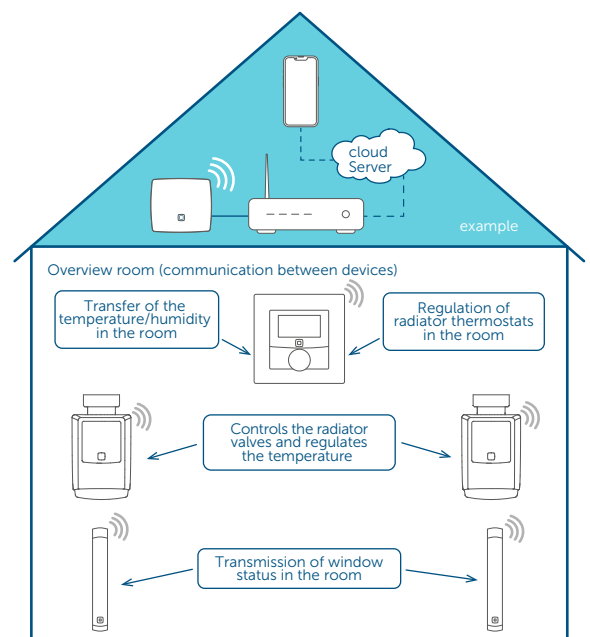 cloud
Server
example
Overview room (communication between devices)
Transfer of the
temperature/humidity
in the room
Regulation of
radiator thermostats
in the room
Controls the radiator
valves and regulates
the temperature
Transmission of window
status in the room